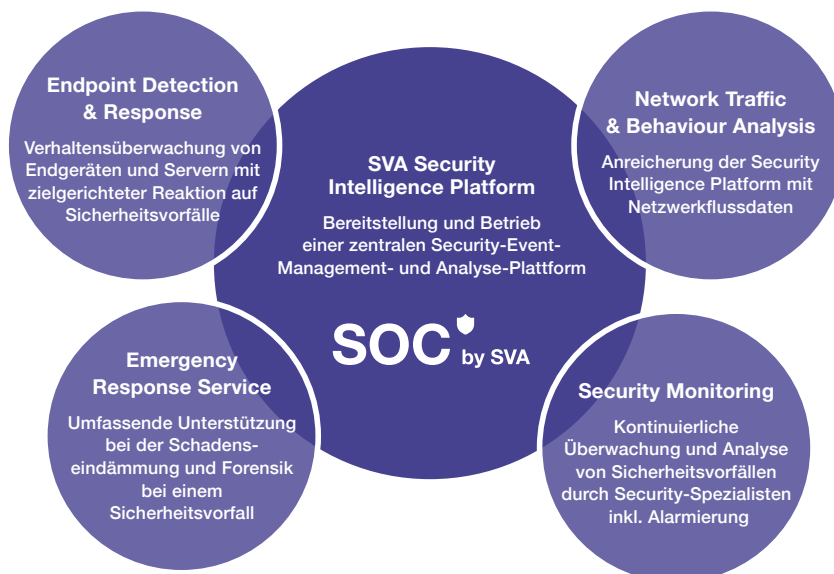 Endpoint Detection
& Response
Verhaltensüberwachung von
Endgeräten und Servern mit
zielgerichteter Reaktion auf
Sicherheitsvorfälle
Network Traffic
& Behaviour Analysis
Anreicherung der Security
Intelligence Platform mit
Netzwerkflussdaten
SVA Security
Intelligence Platform
Bereitstellung und Betrieb
einer zentralen Security-Event-
Management- und Analyse-Plattform
SOC by SVA
Emergency
Response Service
Umfassende Unterstützung
bei der Schadens-
eindämmung und Forensik
bei einem
Sicherheitsvorfall
Security Monitoring
Kontinuierliche
Überwachung und Analyse
von Sicherheitsvorfällen
durch Security-Spezialisten
inkl. Alarmierung